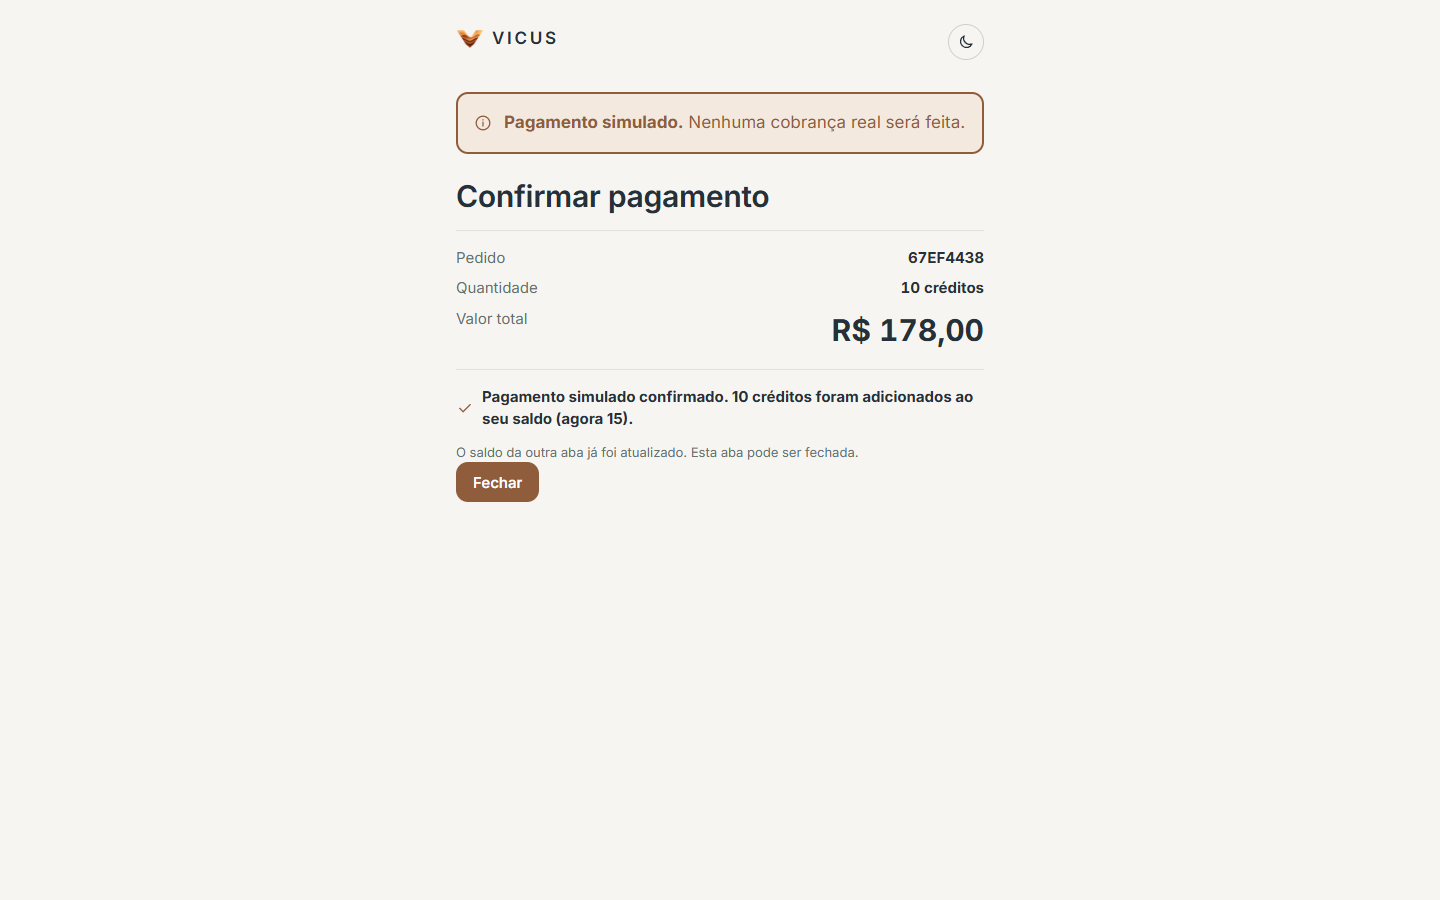 VICUS
Pagamento simulado. Nenhuma cobrança real será feita.
Confirmar pagamento
Pedido 67EF4438
Quantidade 10 créditos
Valor total R$ 178,00
Pagamento simulado confirmado. 10 créditos foram adicionados ao
seu saldo (agora 15).
O saldo da outra aba já foi atualizado. Esta aba pode ser fechada.
Fechar